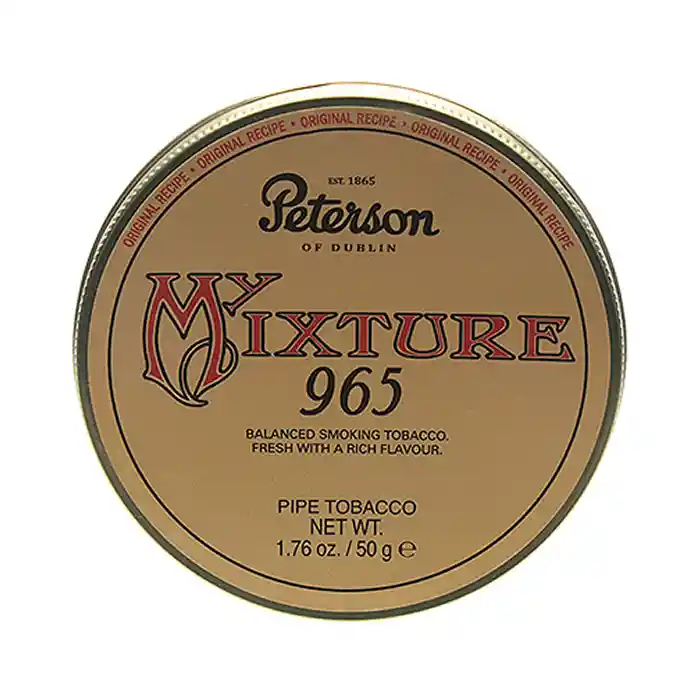 ORIGINAL RECIPE • ORIGINAL RECIPE • ORIGINAL RECIPE • ORIGINAL RECIPE • ORIGINAL RECIPE
EST. 1865
Peterson
OF DUBLIN
MY MIXTURE
965
BALANCED SMOKING TOBACCO.
FRESH WITH A RICH FLAVOUR.
PIPE TOBACCO
NET WT.
1.76 oz. / 50 g ℮